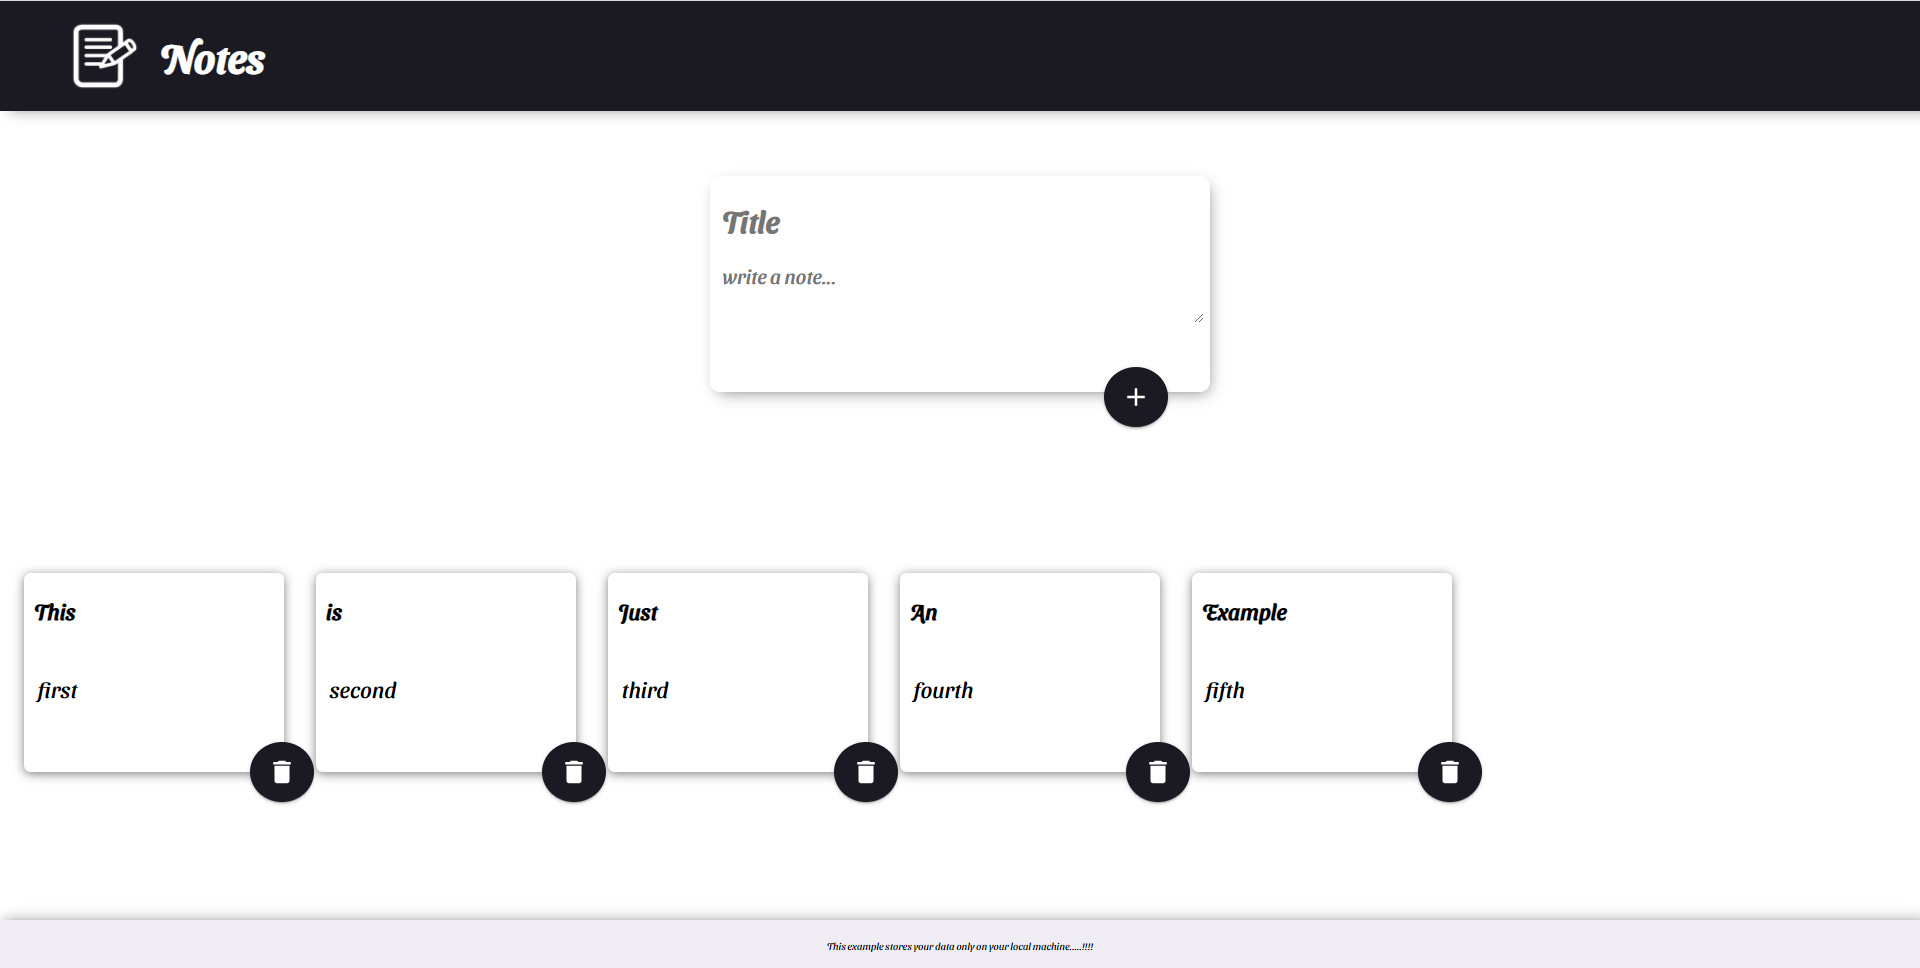 Notes
Title
write a note...
This
first
is
second
Just
third
An
fourth
Example
fifth
This example stores your data only on your local machine.....!!!!